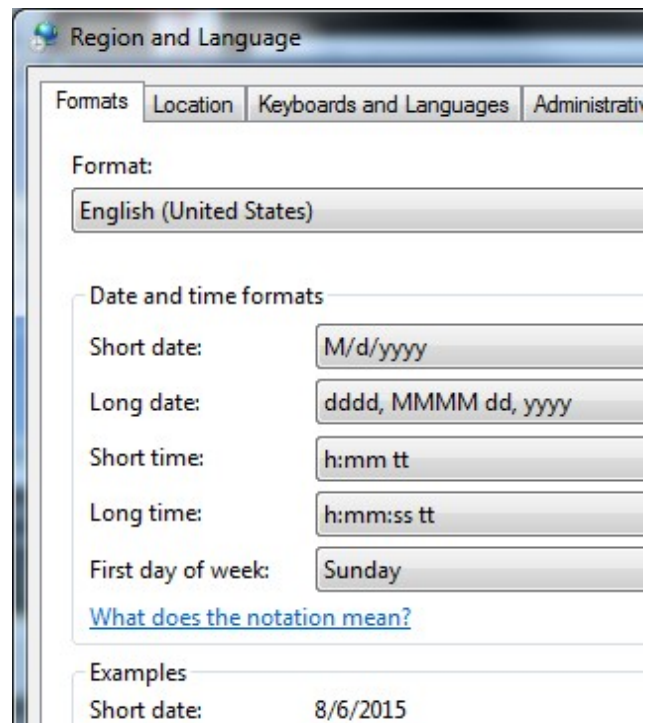 Region and Language
Formats Location Keyboards and Languages
Format:
English (United States)
Date and time formats
Short date: M/d/yyyy
Long date: dddd, MMMM dd, yyyy
Short time: h:mm tt
Long time: h:mm:ss tt
First day of week: Sunday
What does the notation mean?
Examples
Short date: 8/6/2015